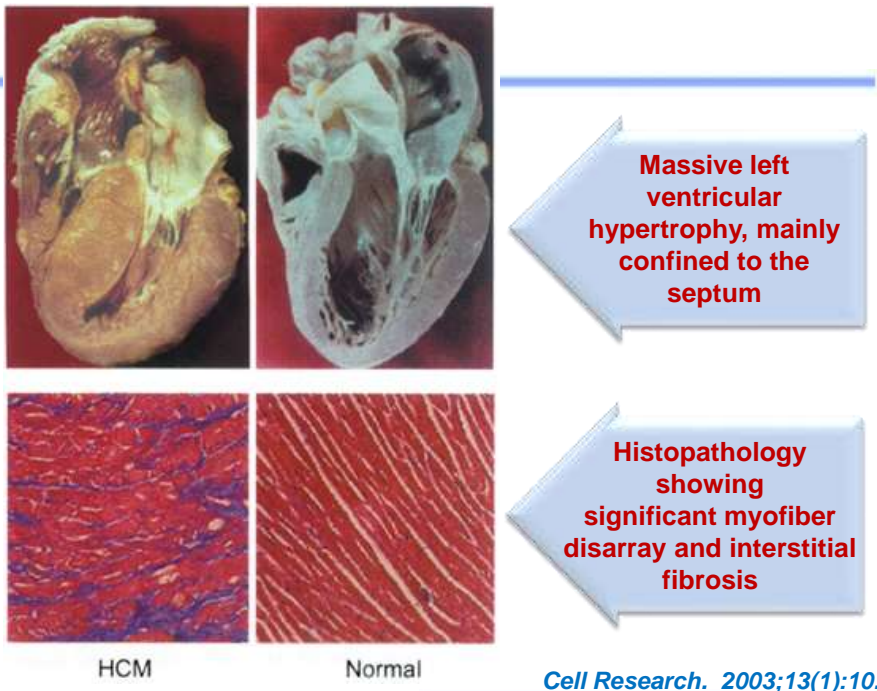 Massive left
ventricular
hypertrophy, mainly
confined to the
septum
Histopathology
showing
significant myofiber
disarray and interstitial
fibrosis
HCM Normal
Cell Research. 2003;13(1):10.